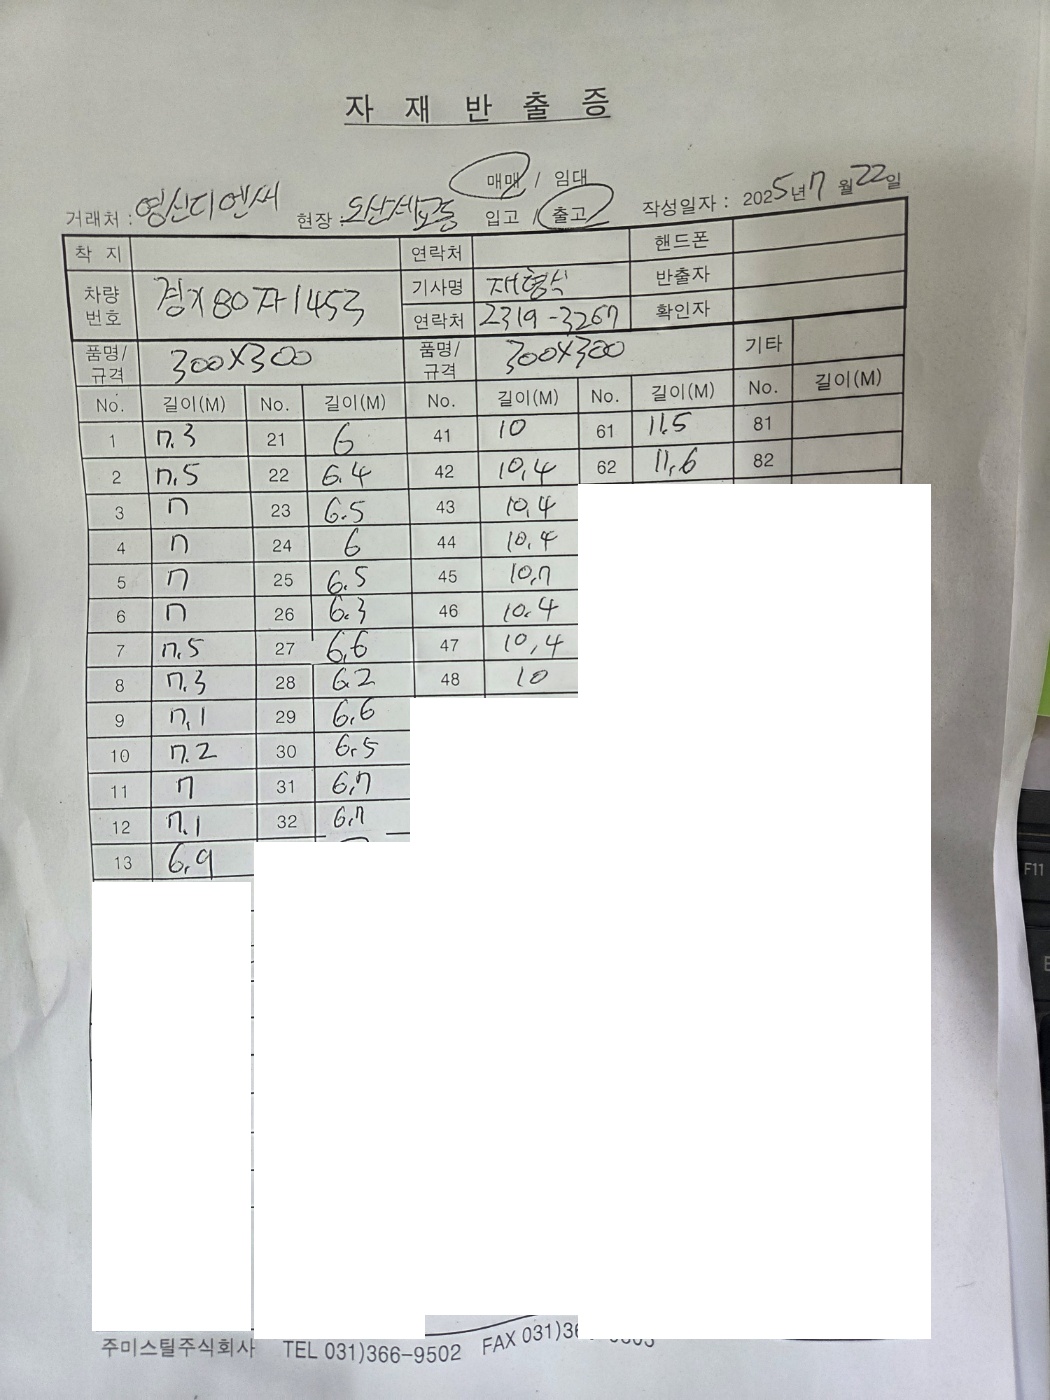 자 재 반 출 증
매매 / 임대
거래처 : 영신디엔씨 현장 : 오산세교동 입고 / 출고 작성일자 : 2025년 7월 22일
착 지 연락처 핸드폰
차량번호 경기80자1453 기사명 반출자
연락처 2319-3267 확인자
품명/규격 300X300 품명/규격 300X300 기타
No. 길이(M) No. 길이(M) No. 길이(M) No. 길이(M) No. 길이(M)
1 7.3 21 6 41 10 61 11.5 81
2 7.5 22 6.4 42 10.4 62 11.6 82
3 7 23 6.5 43 10.4
4 7 24 6 44 10.4
5 7 25 6.5 45 10.7
6 7 26 6.3 46 10.4
7 7.5 27 6.6 47 10.4
8 7.3 28 6.2 48 10
9 7.1 29 6.6
10 7.2 30 6.5
11 7 31 6.7
12 7.1 32 6.7
13 6.9
주미스틸주식회사 TEL 031)366-9502 FAX 031)36
F11